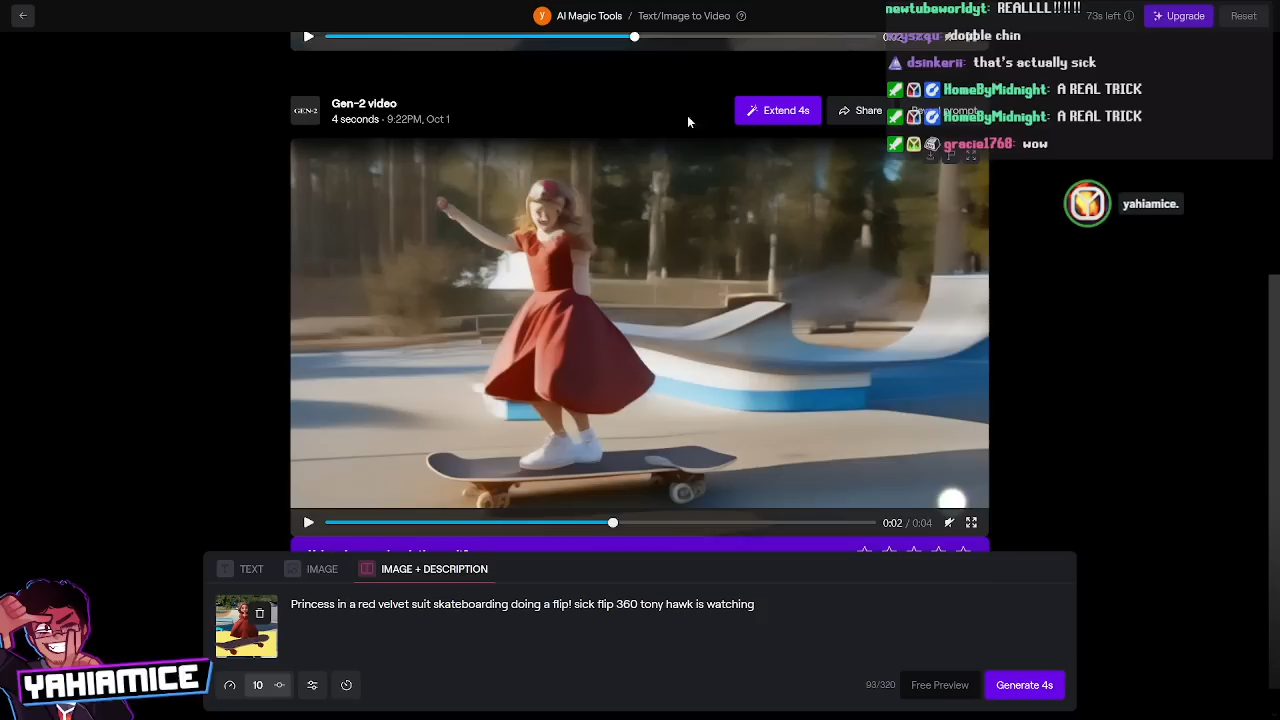 AI Magic Tools / Text/Image to Video
73s left
Upgrade
Reset
newtubeworldyt: REALLLL!!!!!
double chin
dsinkerii: that's actually sick
HomeByMidnight: A REAL TRICK
HomeByMidnight: A REAL TRICK
gracie1768: wow
GEN-2
Gen-2 video
4 seconds · 9:22PM, Oct 1
Extend 4s
Share
yahiamice.
0:02 / 0:04
TEXT
IMAGE
IMAGE + DESCRIPTION
Princess in a red velvet suit skateboarding doing a flip! sick flip 360 tony hawk is watching
10
93/320
Free Preview
Generate 4s
YAHIAMICE